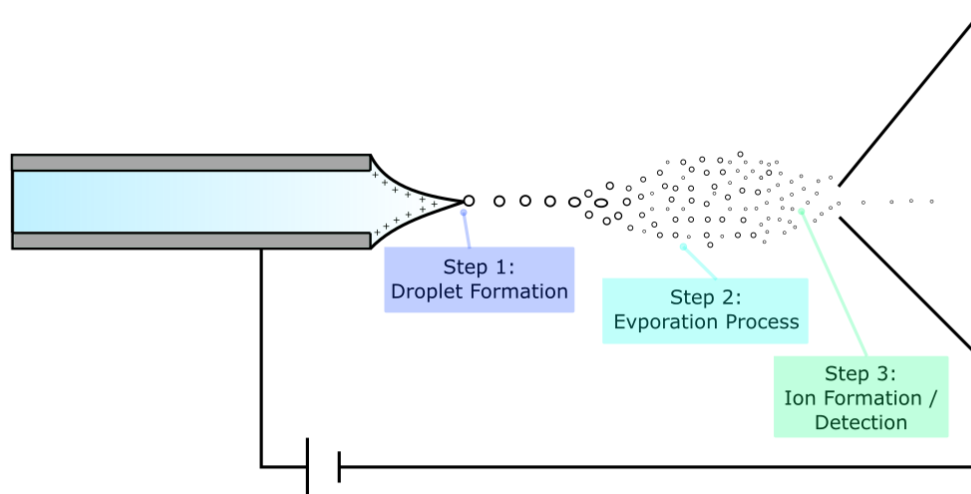 Step 1:
Droplet Formation
Step 2:
Evporation Process
Step 3:
Ion Formation /
Detection